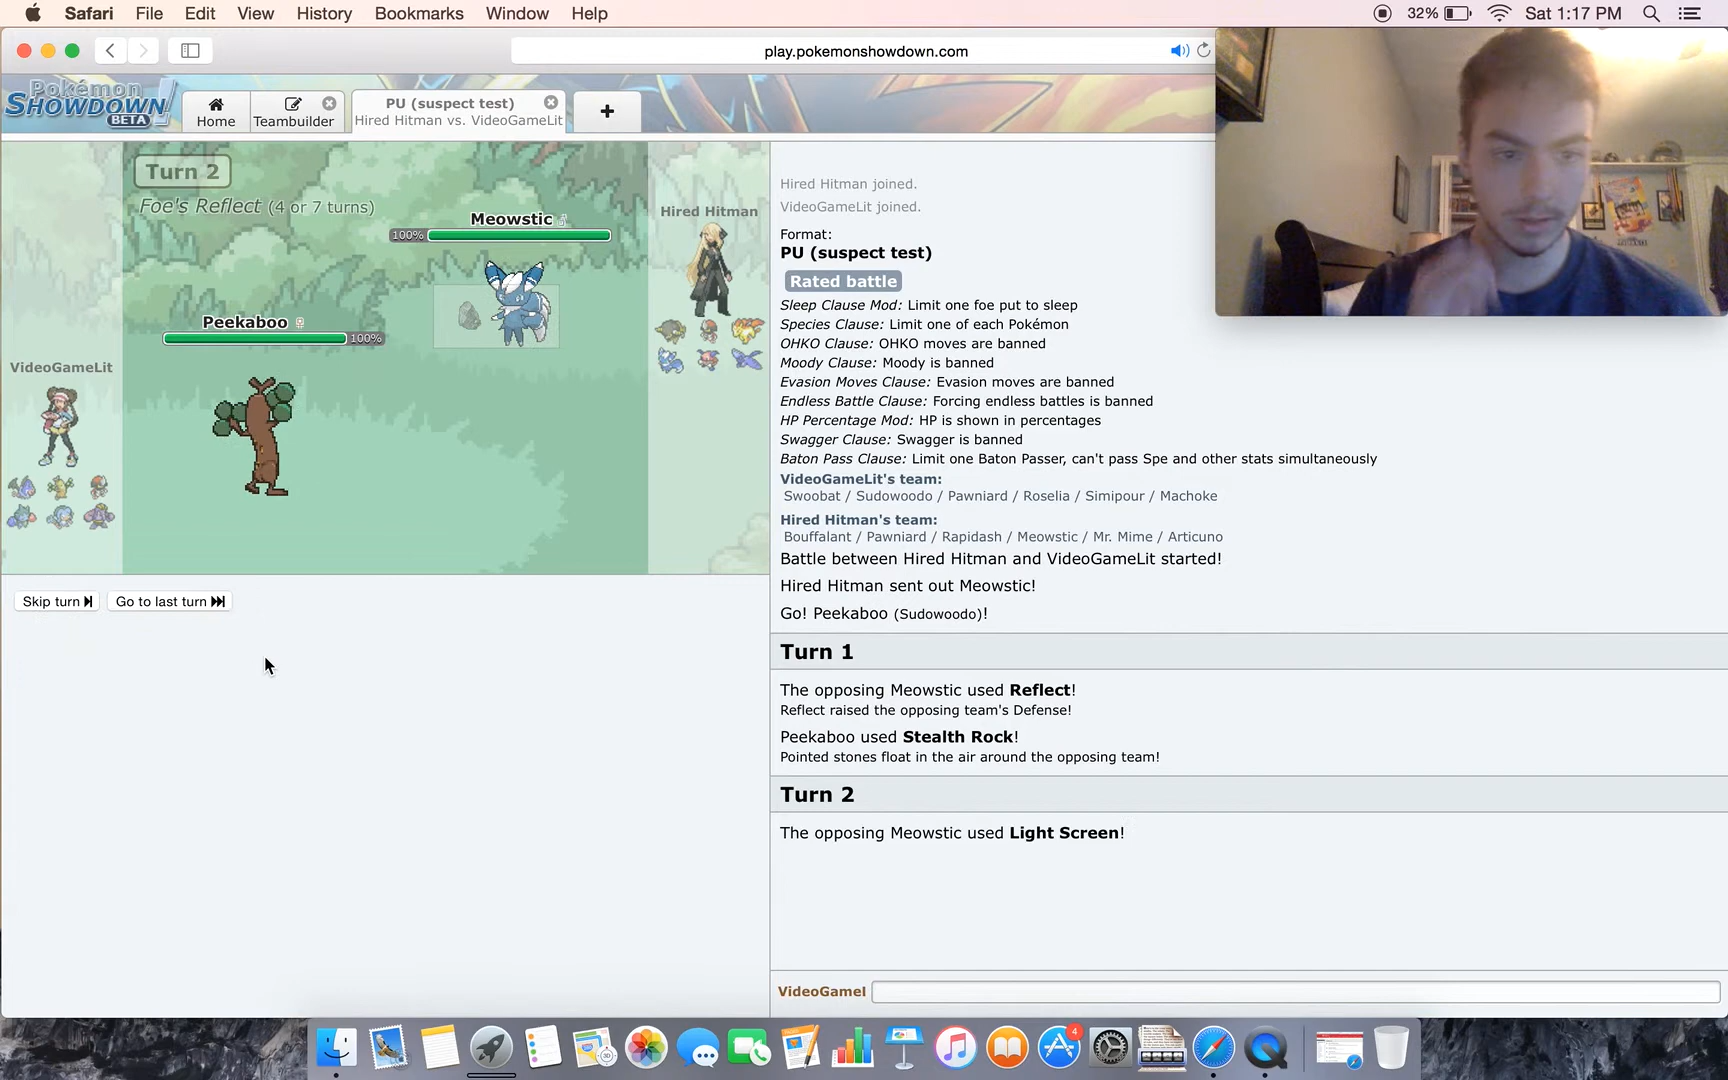 Safari File Edit View History Bookmarks Window Help 32% Sat 1:17 PM
play.pokemonshowdown.com
Pokémon
SHOWDOWN!
BETA
Home
Teambuilder
PU (suspect test)
Hired Hitman vs. VideoGameLit
+
Turn 2
Foe's Reflect (4 or 7 turns)
Meowstic
100%
Peekaboo
100%
Hired Hitman
VideoGameLit
Skip turn
Go to last turn
Hired Hitman joined.
VideoGameLit joined.
Format:
PU (suspect test)
Rated battle
Sleep Clause Mod: Limit one foe put to sleep
Species Clause: Limit one of each Pokémon
OHKO Clause: OHKO moves are banned
Moody Clause: Moody is banned
Evasion Moves Clause: Evasion moves are banned
Endless Battle Clause: Forcing endless battles is banned
HP Percentage Mod: HP is shown in percentages
Swagger Clause: Swagger is banned
Baton Pass Clause: Limit one Baton Passer, can't pass Spe and other stats simultaneously
VideoGameLit's team:
Swoobat / Sudowoodo / Pawniard / Roselia / Simipour / Machoke
Hired Hitman's team:
Bouffalant / Pawniard / Rapidash / Meowstic / Mr. Mime / Articuno
Battle between Hired Hitman and VideoGameLit started!
Hired Hitman sent out Meowstic!
Go! Peekaboo (Sudowoodo)!
Turn 1
The opposing Meowstic used Reflect!
Reflect raised the opposing team's Defense!
Peekaboo used Stealth Rock!
Pointed stones float in the air around the opposing team!
Turn 2
The opposing Meowstic used Light Screen!
VideoGamel
4